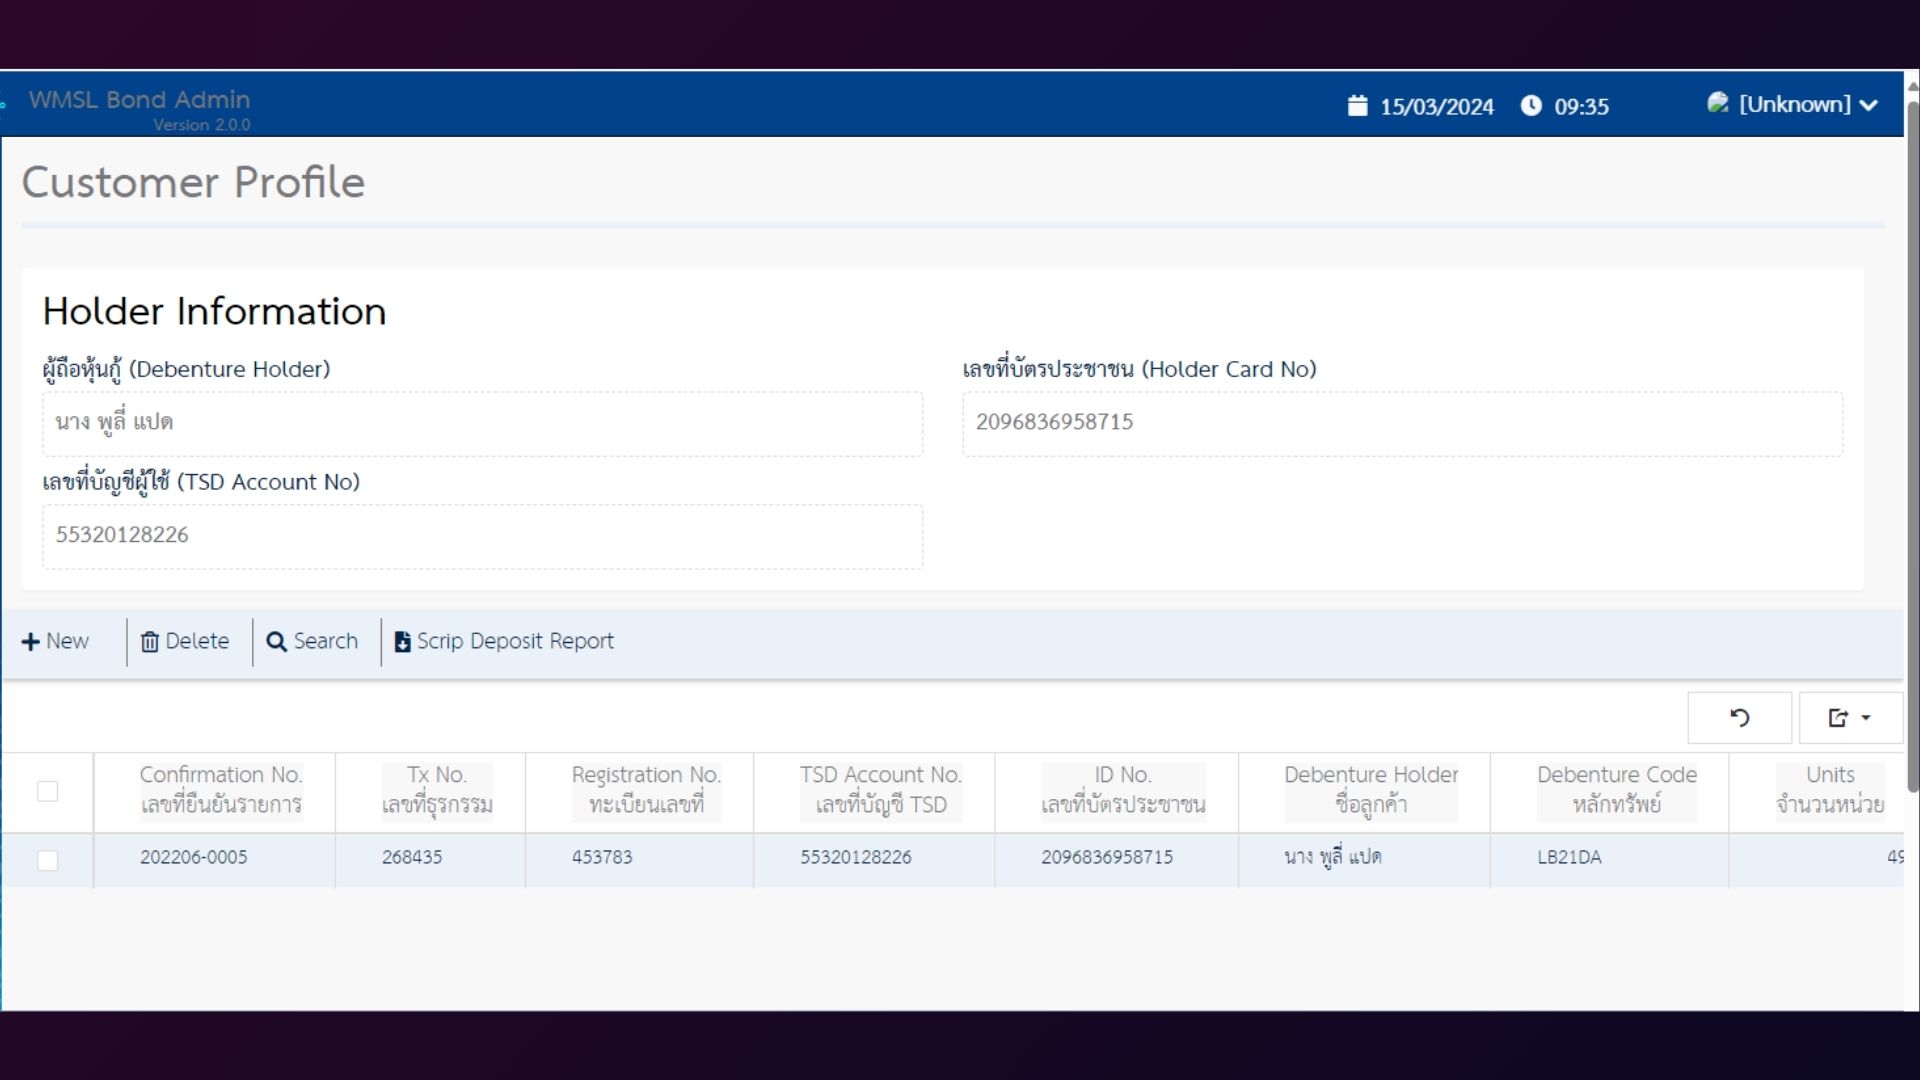 WMSL Bond Admin
Version 2.0.0
15/03/2024 09:35 [Unknown]
Customer Profile
Holder Information
ผู้ถือหุ้นกู้ (Debenture Holder)
นาง พูลี่ แปด
เลขที่บัตรประชาชน (Holder Card No)
2096836958715
เลขที่บัญชีผู้ใช้ (TSD Account No)
55320128226
New Delete Search Scrip Deposit Report
Confirmation No. Tx No. Registration No. TSD Account No. ID No. Debenture Holder Debenture Code Units
เลขที่ยืนยันรายการ เลขที่ธุรกรรม ทะเบียนเลขที่ เลขที่บัญชี TSD เลขที่บัตรประชาชน ชื่อลูกค้า หลักทรัพย์ จำนวนหน่วย
202206-0005 268435 453783 55320128226 2096836958715 นาง พูลี่ แปด LB21DA